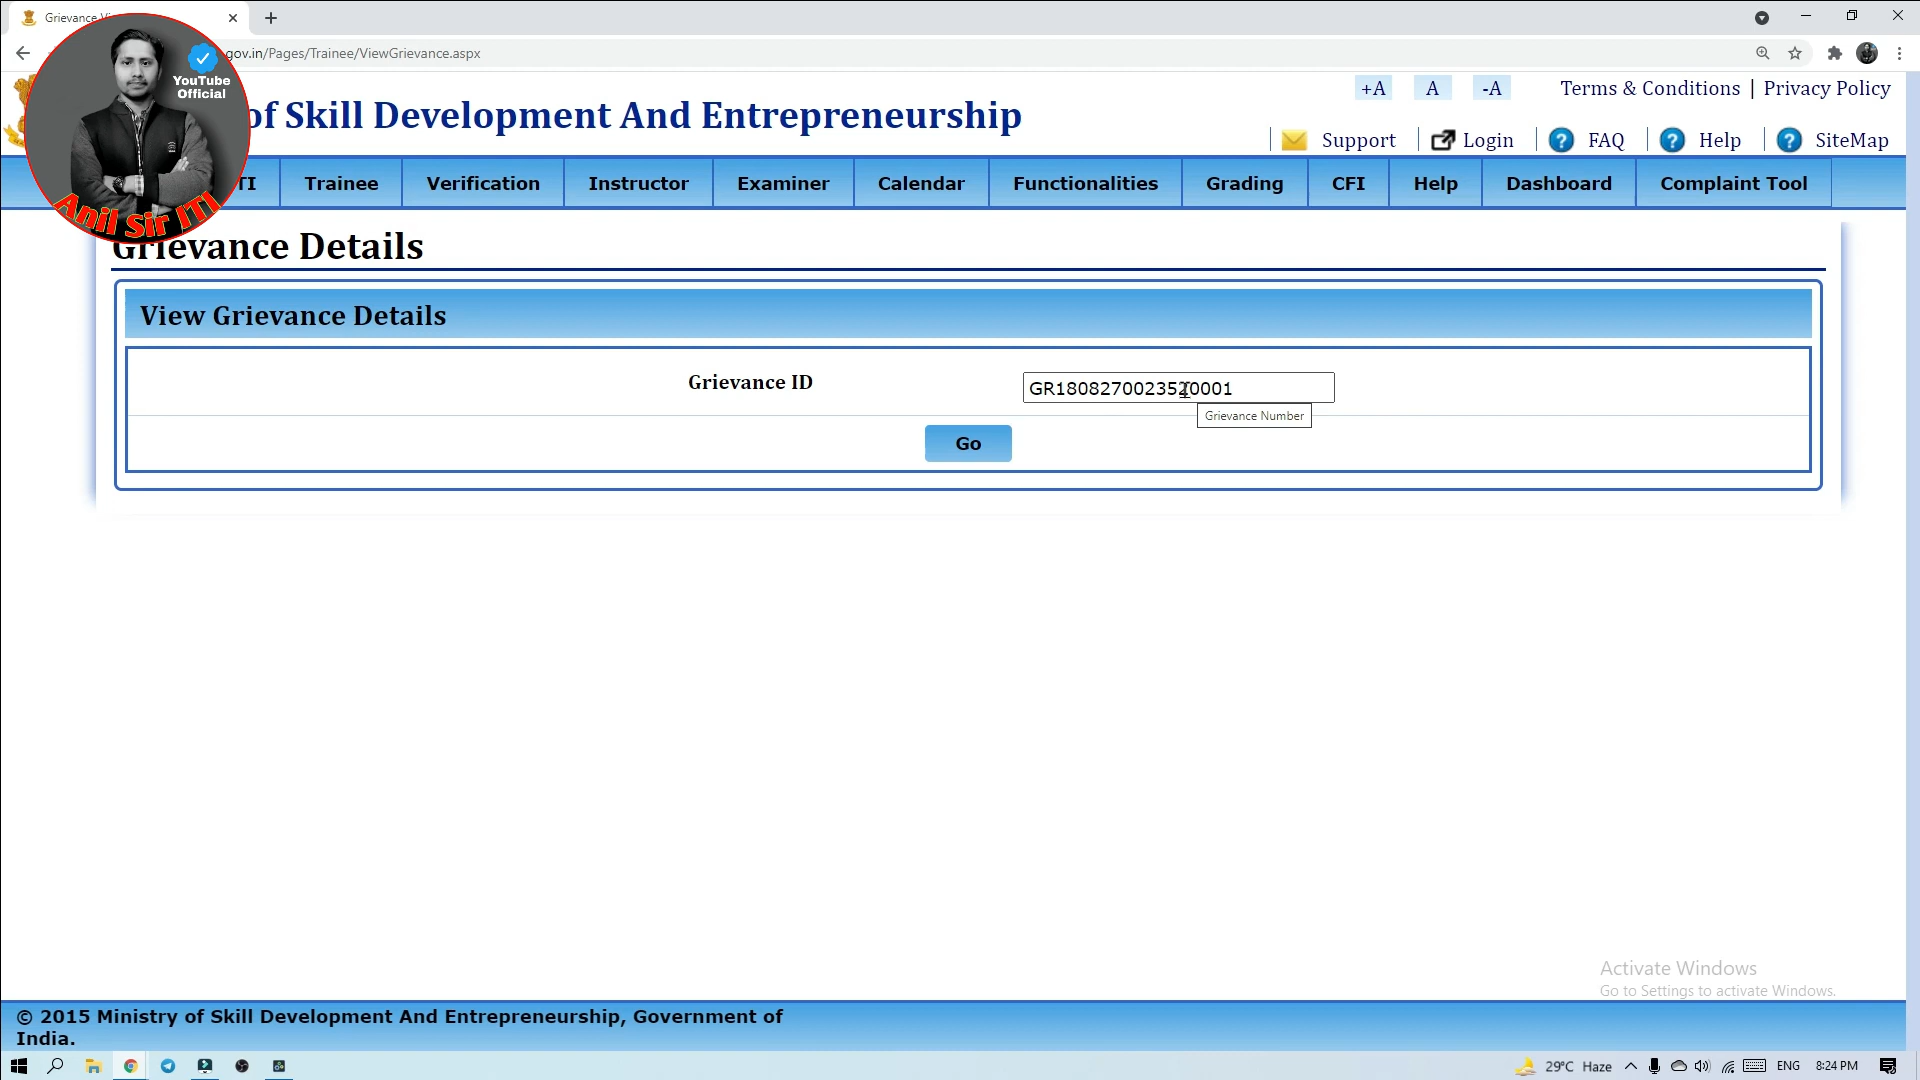 Grievance Vi
gov.in/Pages/Trainee/ViewGrievance.aspx
YouTube
Official
Anil Sir ITI
+A A -A Terms & Conditions | Privacy Policy
of Skill Development And Entrepreneurship
Support Login FAQ Help SiteMap
TI Trainee Verification Instructor Examiner Calendar Functionalities Grading CFI Help Dashboard Complaint Tool
Grievance Details
View Grievance Details
Grievance ID GR1808270023520001
Grievance Number
Go
Activate Windows
Go to Settings to activate Windows.
© 2015 Ministry of Skill Development And Entrepreneurship, Government of
India.
29°C Haze ENG 8:24 PM